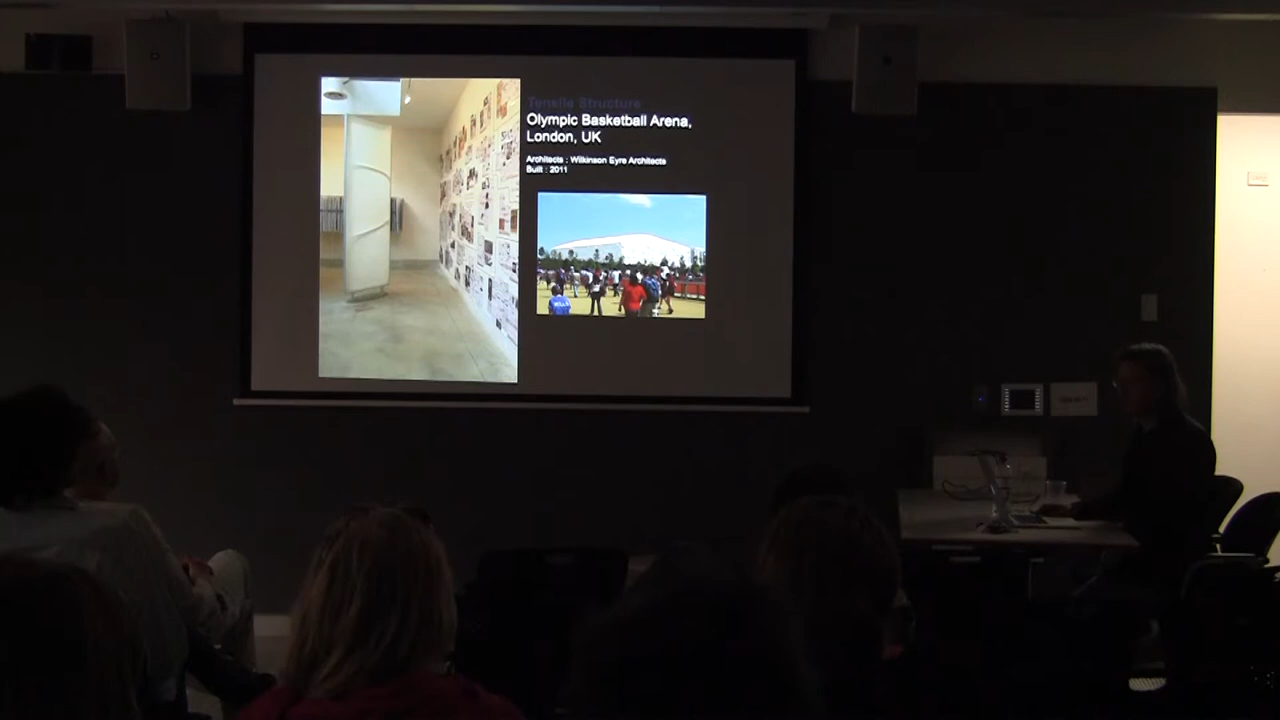 Tensile Structure
Olympic Basketball Arena,
London, UK
Architects : Wilkinson Eyre Architects
Built : 2011